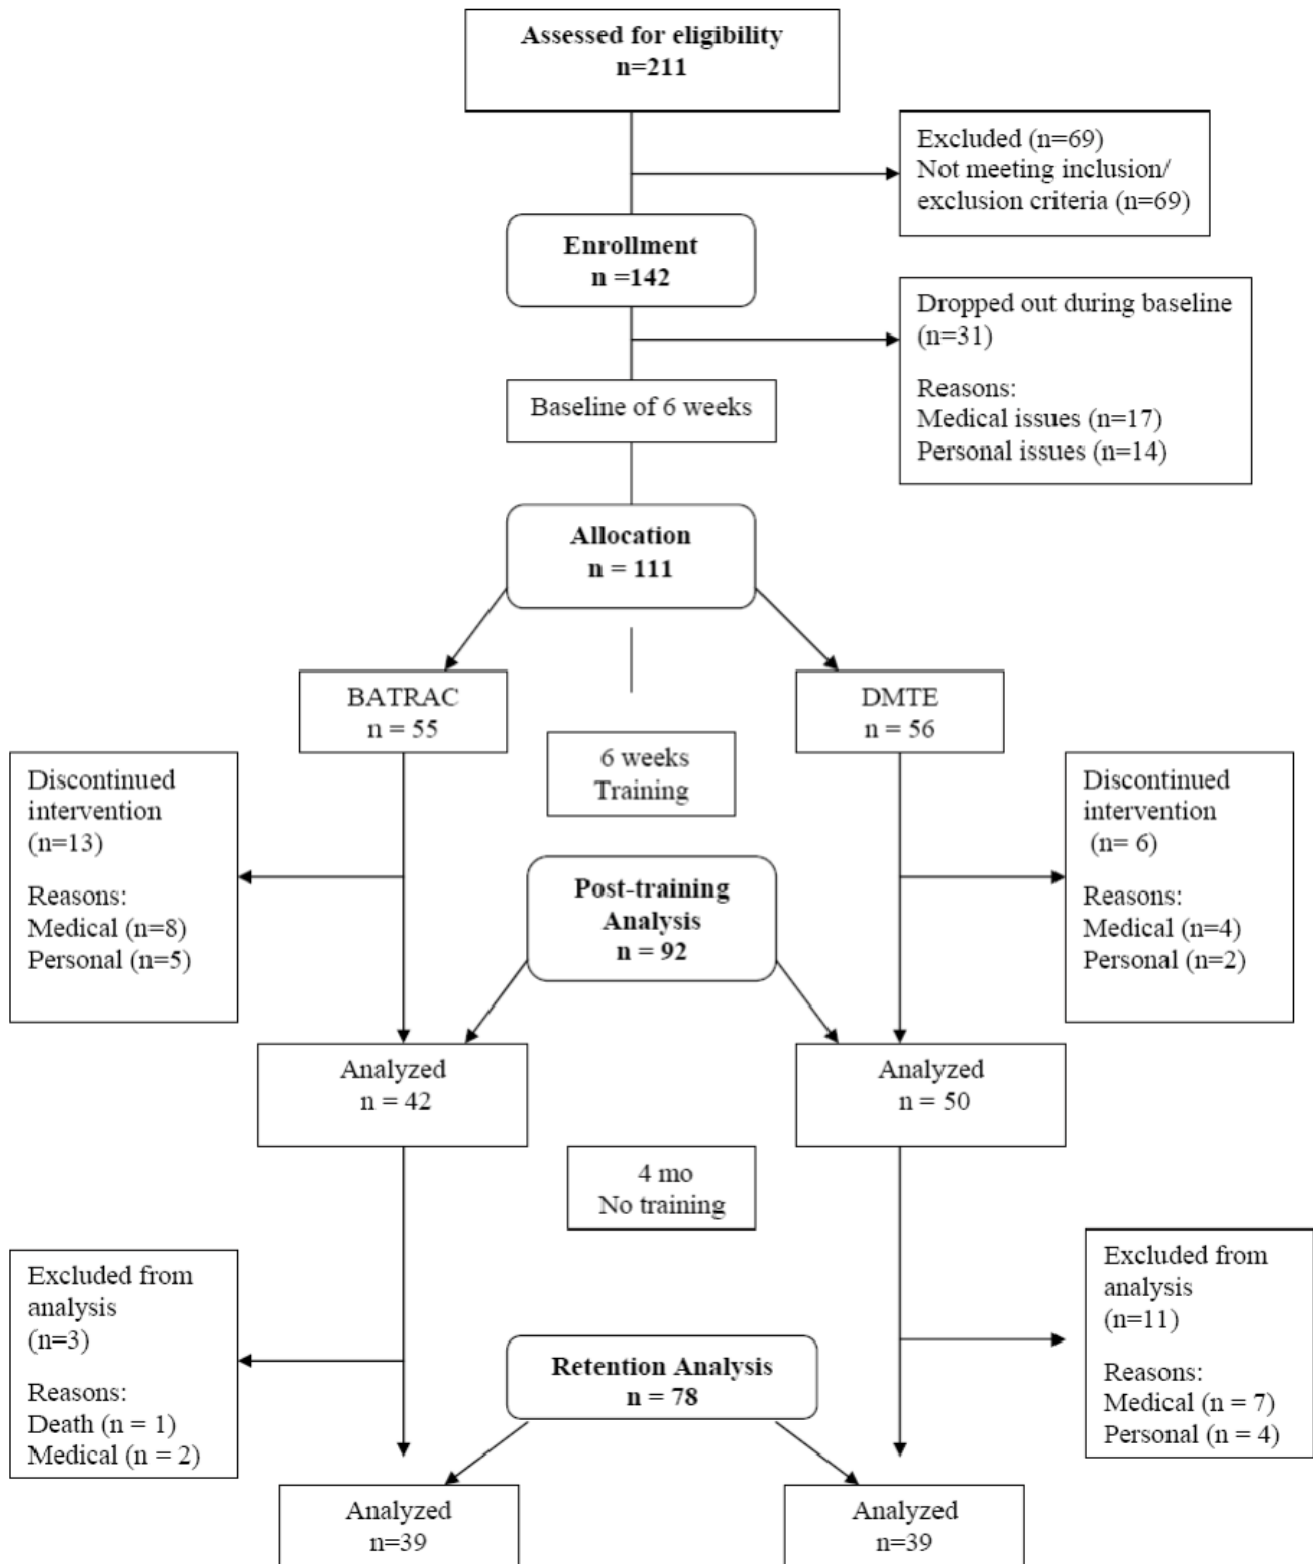 Assessed for eligibility
n=211
Excluded (n=69)
Not meeting inclusion/
exclusion criteria (n=69)
Enrollment
n =142
Dropped out during baseline
(n=31)
Reasons:
Medical issues (n=17)
Personal issues (n=14)
Baseline of 6 weeks
Allocation
n = 111
BATRAC
n = 55
DMTE
n = 56
6 weeks
Training
Discontinued
intervention
(n=13)
Reasons:
Medical (n=8)
Personal (n=5)
Discontinued
intervention
(n= 6)
Reasons:
Medical (n=4)
Personal (n=2)
Post-training
Analysis
n = 92
Analyzed
n = 42
Analyzed
n = 50
4 mo
No training
Excluded from
analysis
(n=3)
Reasons:
Death (n = 1)
Medical (n = 2)
Excluded from
analysis
(n=11)
Reasons:
Medical (n = 7)
Personal (n = 4)
Retention Analysis
n = 78
Analyzed
n=39
Analyzed
n=39